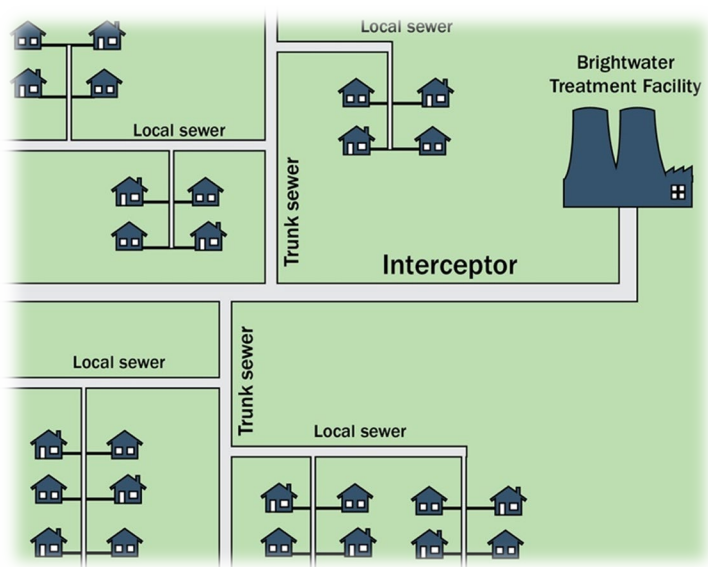 Local sewer
Brightwater
Treatment Facility
Local sewer
Trunk sewer
Interceptor
Trunk sewer
Local sewer
Local sewer